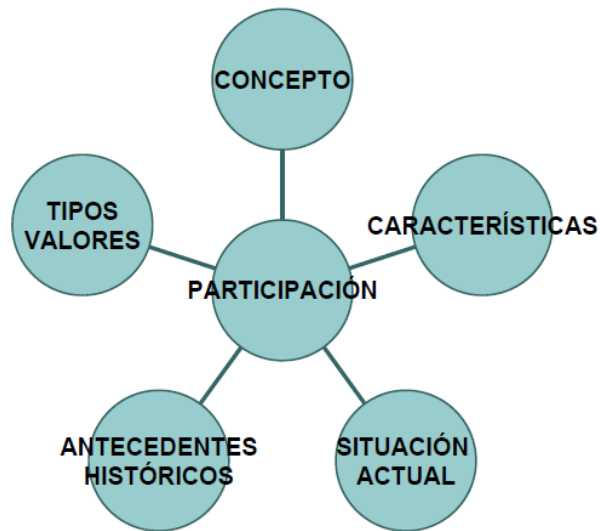 CONCEPTO
TIPOS
VALORES
CARACTERÍSTICAS
PARTICIPACIÓN
ANTECEDENTES
HISTÓRICOS
SITUACIÓN
ACTUAL